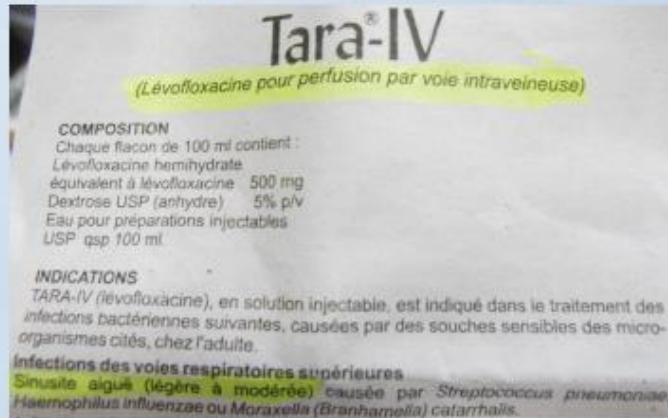 Tara®-IV
(Lévofloxacine pour perfusion par voie intraveineuse)
COMPOSITION
Chaque flacon de 100 ml contient :
Lévofloxacine hemihydrate
équivalent à lévofloxacine 500 mg
Dextrose USP (anhydre) 5% p/v
Eau pour préparations injectables
USP qsp 100 ml
INDICATIONS
TARA-IV (lévofloxacine), en solution injectable, est indiqué dans le traitement des
infections bactériennes suivantes, causées par des souches sensibles des micro-
organismes cités, chez l'adulte.
Infections des voies respiratoires supérieures
Sinusite aiguë (légère à modérée) causée par Streptococcus pneumoniae
Haemophilus influenzae ou Moraxella (Branhamella) catarrhalis.